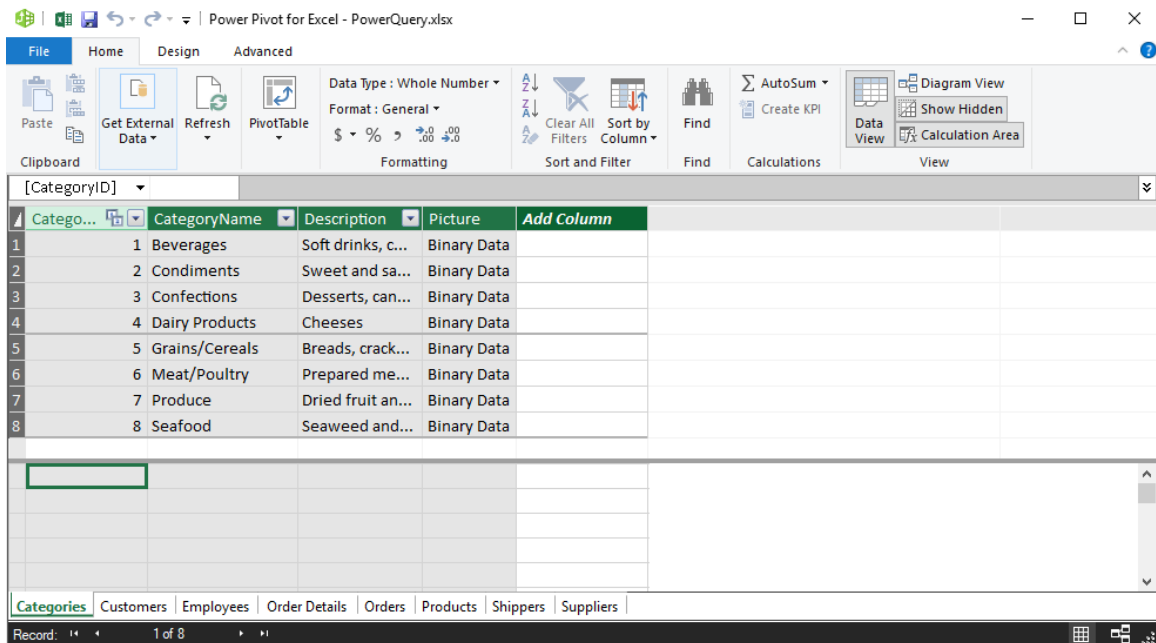 Power Pivot for Excel - PowerQuery.xlsx
File Home Design Advanced
Paste
Clipboard
Get External Data
Refresh
PivotTable
Data Type : Whole Number
Format : General
$ % , .00 .0 .0 .00
Formatting
Clear All Filters
Sort by Column
Sort and Filter
Find
Find
AutoSum
Create KPI
Calculations
Data View
Diagram View
Show Hidden
Calculation Area
View
[CategoryID]
Catego... CategoryName Description Picture Add Column
1 1 Beverages Soft drinks, c... Binary Data
2 2 Condiments Sweet and sa... Binary Data
3 3 Confections Desserts, can... Binary Data
4 4 Dairy Products Cheeses Binary Data
5 5 Grains/Cereals Breads, crack... Binary Data
6 6 Meat/Poultry Prepared me... Binary Data
7 7 Produce Dried fruit an... Binary Data
8 8 Seafood Seaweed and... Binary Data
Categories Customers Employees Order Details Orders Products Shippers Suppliers
Record: 1 of 8